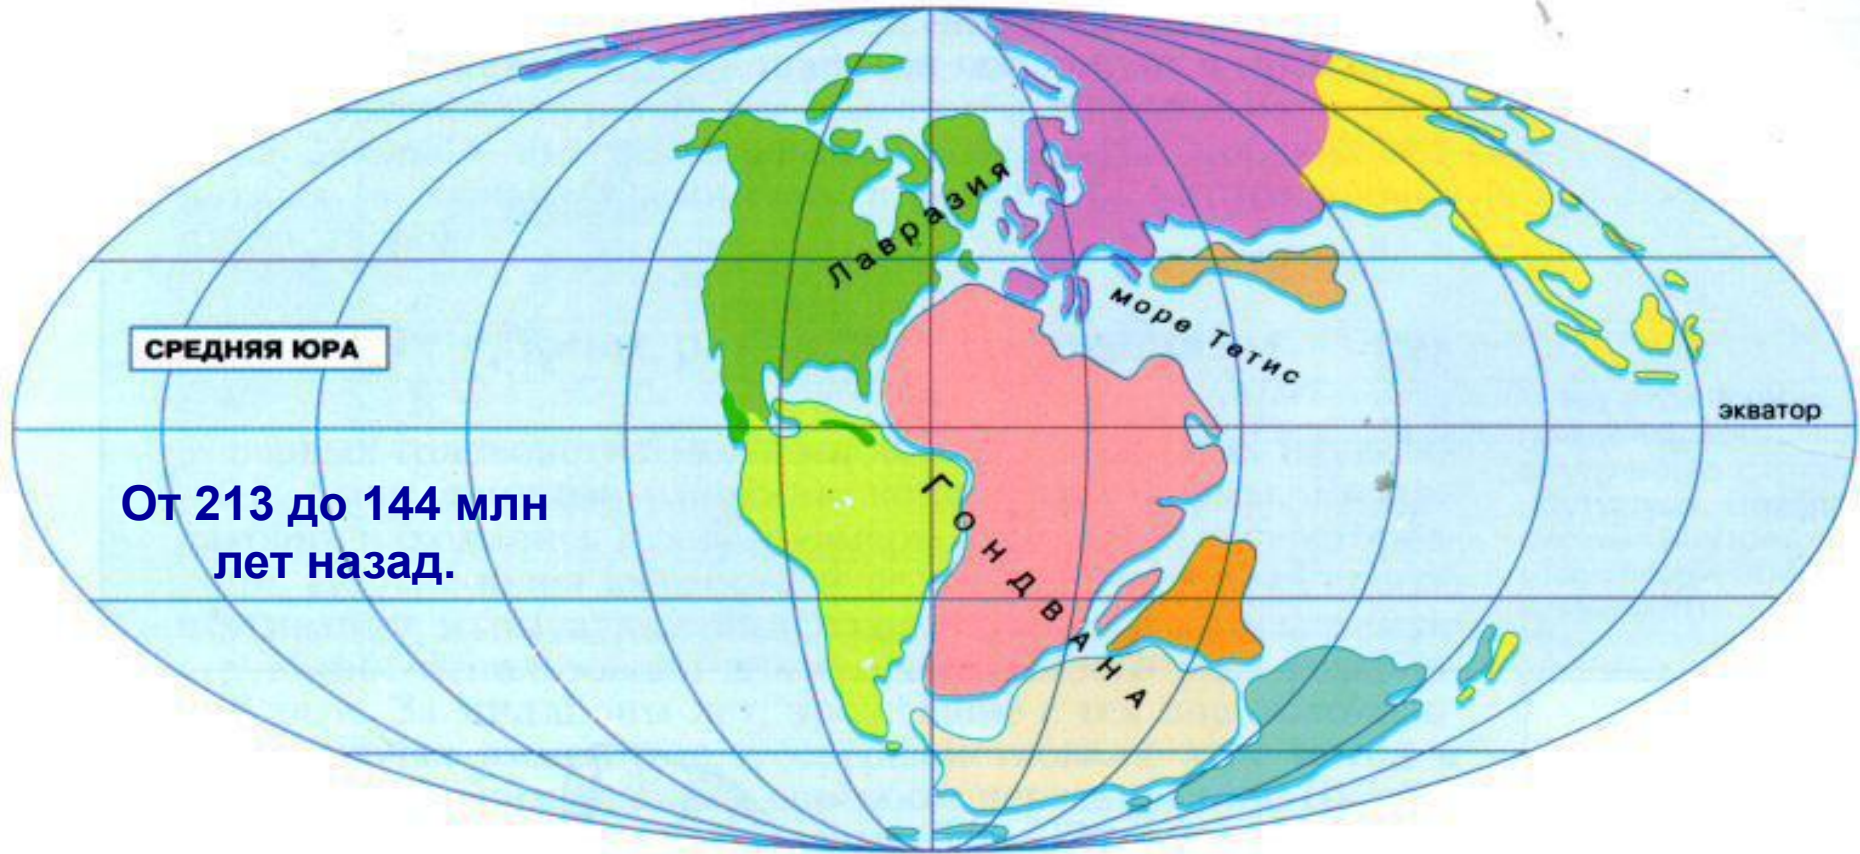 Лавразия
море Тетис
СРЕДНЯЯ ЮРА
экватор
От 213 до 144 млн
лет назад.
Гондвана